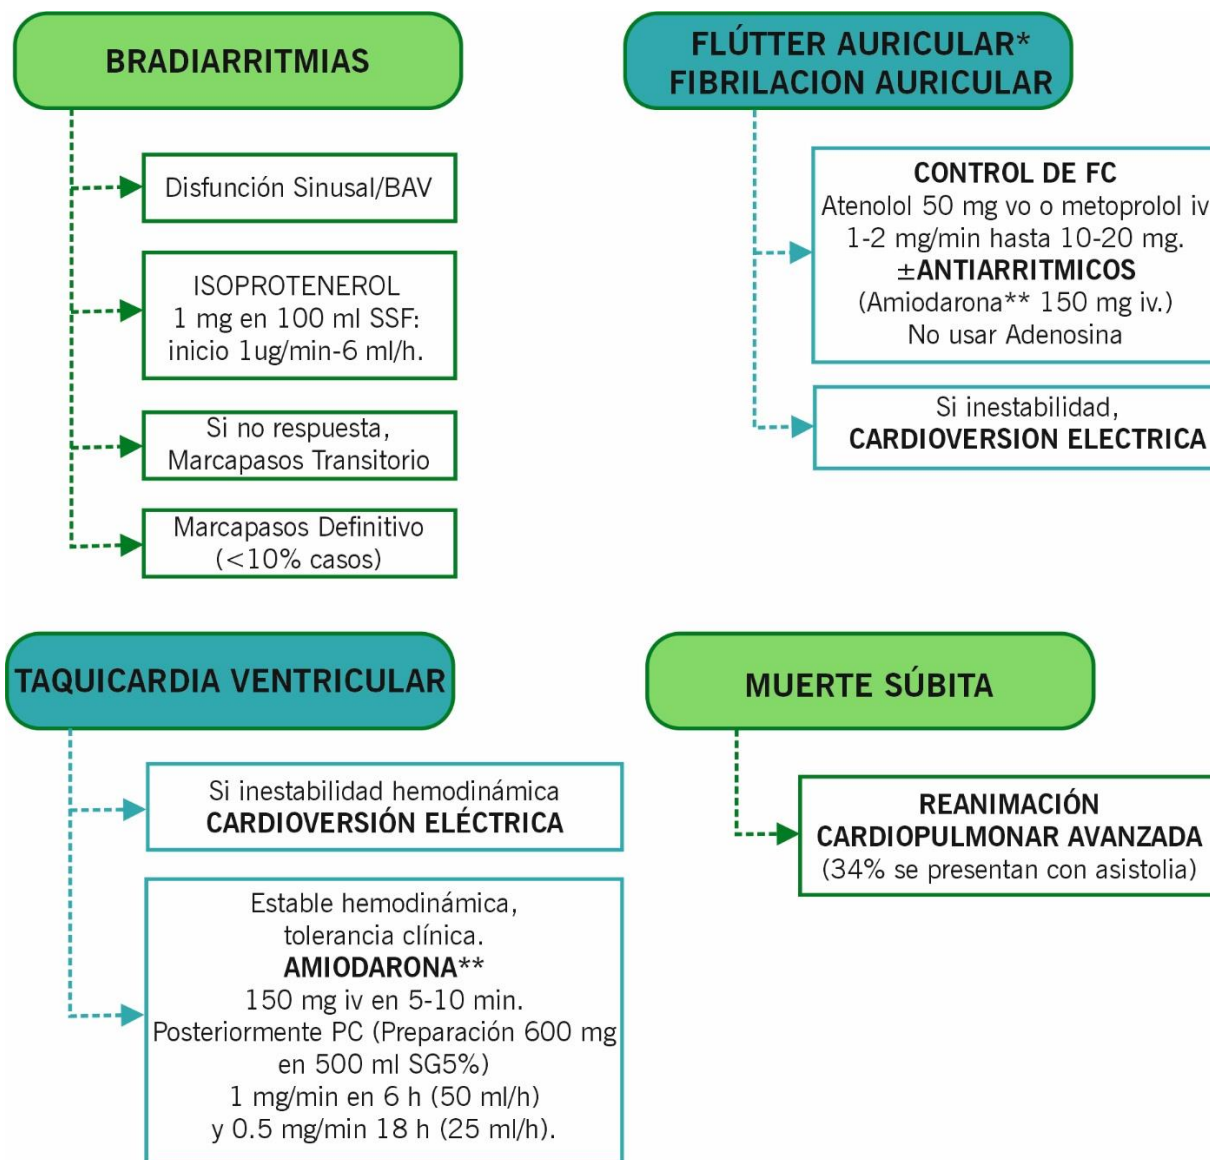 BRADIARRITMIAS
Disfunción Sinusal/BAV
ISOPROTENEROL
1 mg en 100 ml SSF:
inicio 1ug/min-6 ml/h.
Si no respuesta,
Marcapasos Transitorio
Marcapasos Definitivo
(<10% casos)
FLÚTTER AURICULAR*
FIBRILACION AURICULAR
CONTROL DE FC
Atenolol 50 mg vo o metoprolol iv
1-2 mg/min hasta 10-20 mg.
±ANTIARRITMICOS
(Amiodarona** 150 mg iv.)
No usar Adenosina
Si inestabilidad,
CARDIOVERSION ELECTRICA
TAQUICARDIA VENTRICULAR
Si inestabilidad hemodinámica
CARDIOVERSIÓN ELÉCTRICA
Estable hemodinámica,
tolerancia clínica.
AMIODARONA**
150 mg iv en 5-10 min.
Posteriormente PC (Preparación 600 mg
en 500 ml SG5%)
1 mg/min en 6 h (50 ml/h)
y 0.5 mg/min 18 h (25 ml/h).
MUERTE SÚBITA
REANIMACIÓN
CARDIOPULMONAR AVANZADA
(34% se presentan con asistolia)